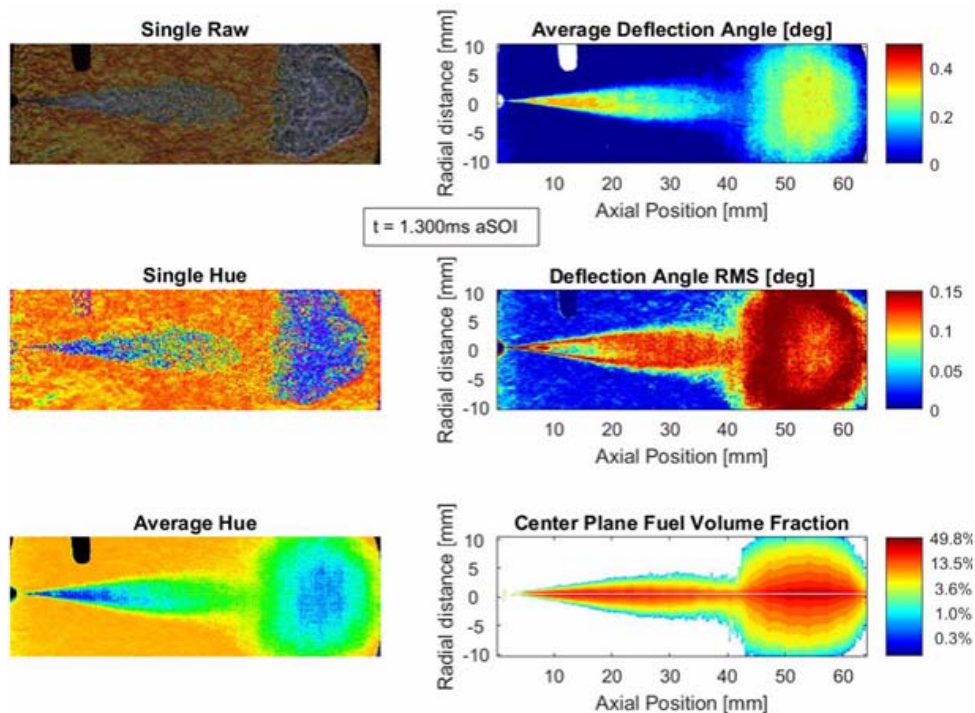 Single Raw
Average Deflection Angle [deg]
Radial distance [mm]
10
5
0
-5
-10
10 20 30 40 50 60
Axial Position [mm]
0.4
0.2
0
t = 1.300ms aSOI
Single Hue
Deflection Angle RMS [deg]
Radial distance [mm]
10
5
0
-5
-10
10 20 30 40 50 60
Axial Position [mm]
0.15
0.1
0.05
0
Average Hue
Center Plane Fuel Volume Fraction
Radial distance [mm]
10
5
0
-5
-10
10 20 30 40 50 60
Axial Position [mm]
49.8%
13.5%
3.6%
1.0%
0.3%